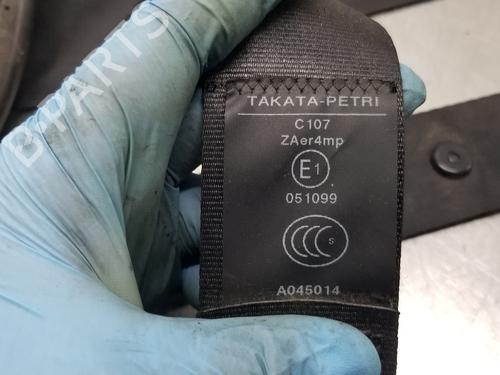 B-PARTS
TAKATA-PETRI
C107
ZAer4mp
E1
051099
CCC S
A045014